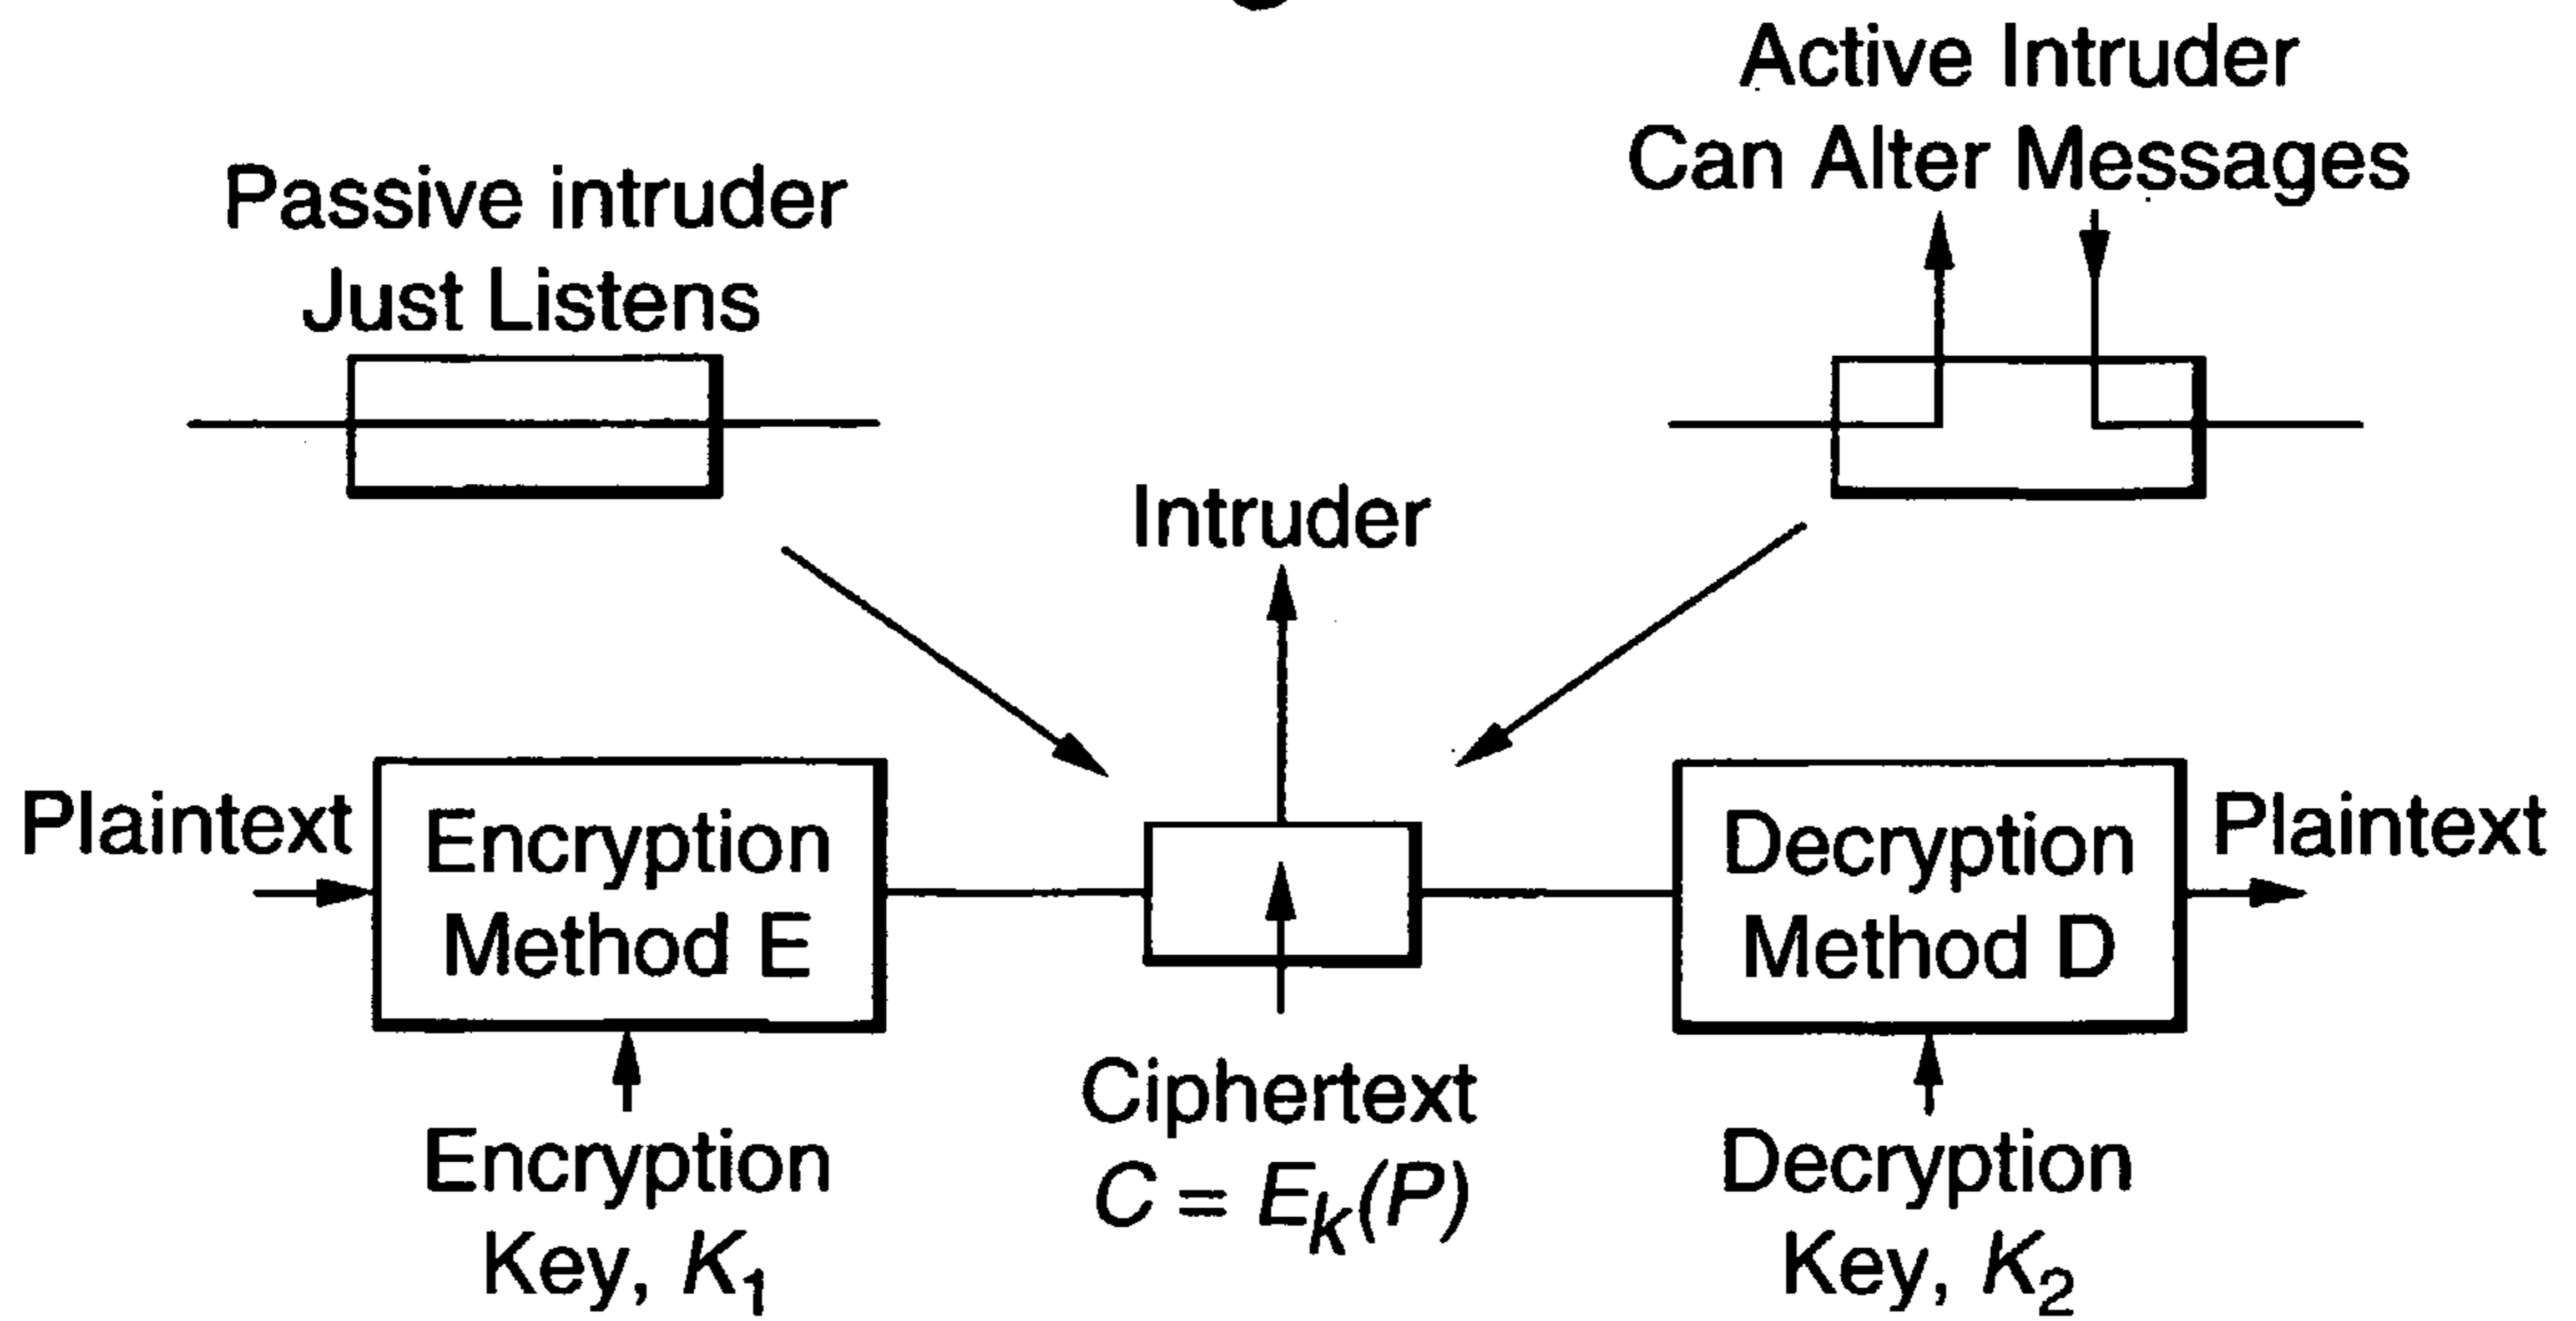 Active Intruder
Can Alter Messages
Passive intruder
Just Listens
Intruder
Plaintext
Encryption
Method E
Decryption
Method D
Plaintext
Encryption
Key, K1
Ciphertext
C = Ek(P)
Decryption
Key, K2